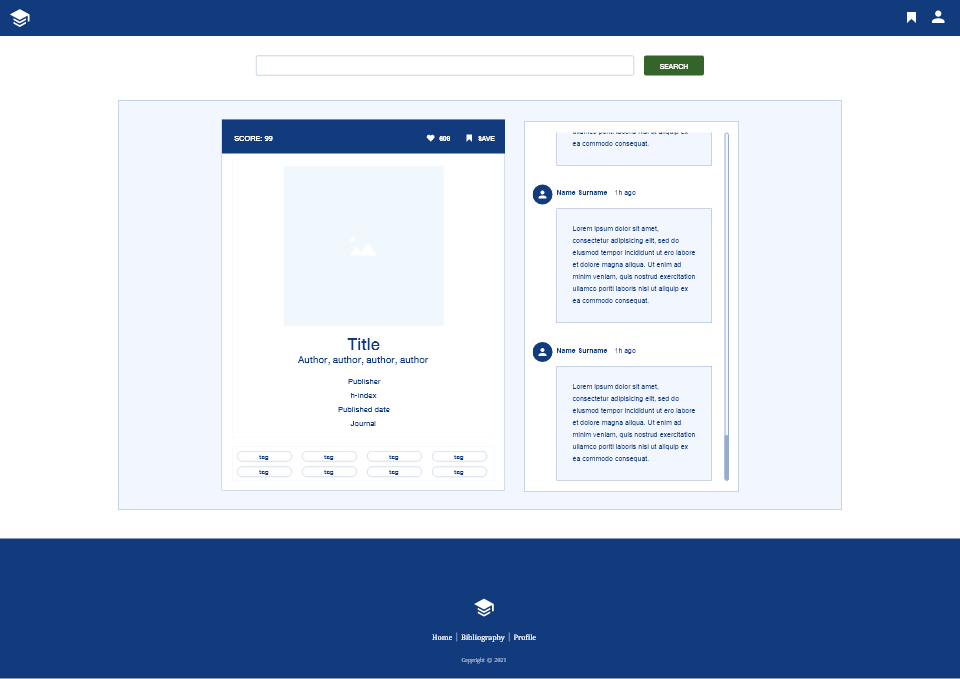 SEARCH
SCORE: 99
600
SAVE
Title
Author, author, author, author
Publisher
h-index
Published date
Journal
tag
tag
tag
tag
tag
tag
tag
tag
ea commodo consequat.
Name Surname 1h ago
Lorem ipsum dolor sit amet,
consectetur adipisicing elit, sed do
eiusmod tempor incididunt ut ero labore
et dolore magna aliqua. Ut enim ad
minim veniam, quis nostrud exercitation
ullamco poriti laboris nisi ut aliquip ex
ea commodo consequat.
Name Surname 1h ago
Lorem ipsum dolor sit amet,
consectetur adipisicing elit, sed do
eiusmod tempor incididunt ut ero labore
et dolore magna aliqua. Ut enim ad
minim veniam, quis nostrud exercitation
ullamco poriti laboris nisi ut aliquip ex
ea commodo consequat.
Home | Bibliography | Profile
Copyright © 2021